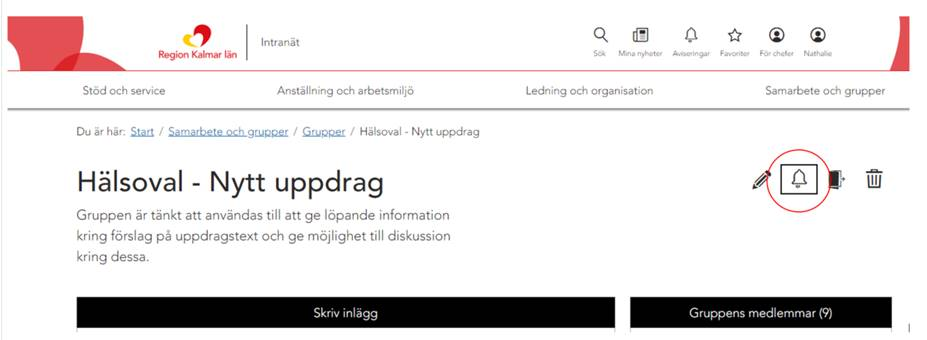 Region Kalmar län
Intranät
Sök
Mina nyheter
Aviseringar
Favoriter
För chefer
Nathalie
Stöd och service
Anställning och arbetsmiljö
Ledning och organisation
Samarbete och grupper
Du är här: Start / Samarbete och grupper / Grupper / Hälsoval - Nytt uppdrag
Hälsoval - Nytt uppdrag
Gruppen är tänkt att användas till att ge löpande information
kring förslag på uppdragstext och ge möjlighet till diskussion
kring dessa.
Skriv inlägg
Gruppens medlemmar (9)